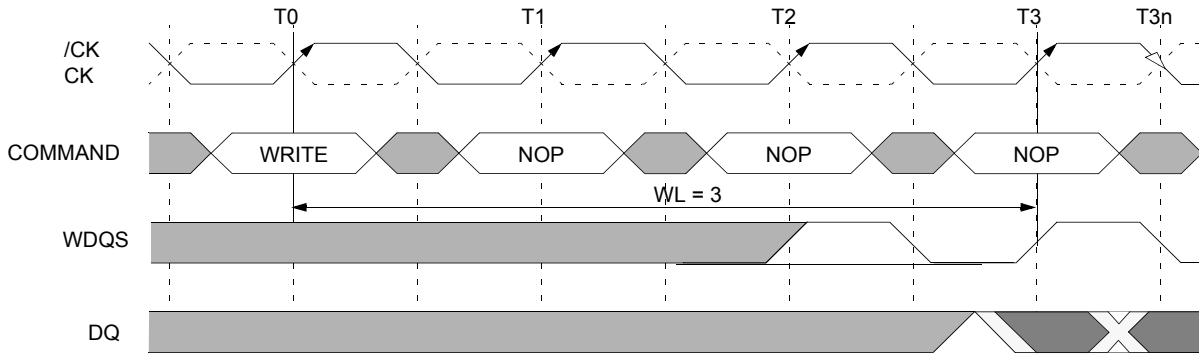 T0 T1 T2 T3 T3n
/CK
CK
COMMAND WRITE NOP NOP NOP
WL = 3
WDQS
DQ